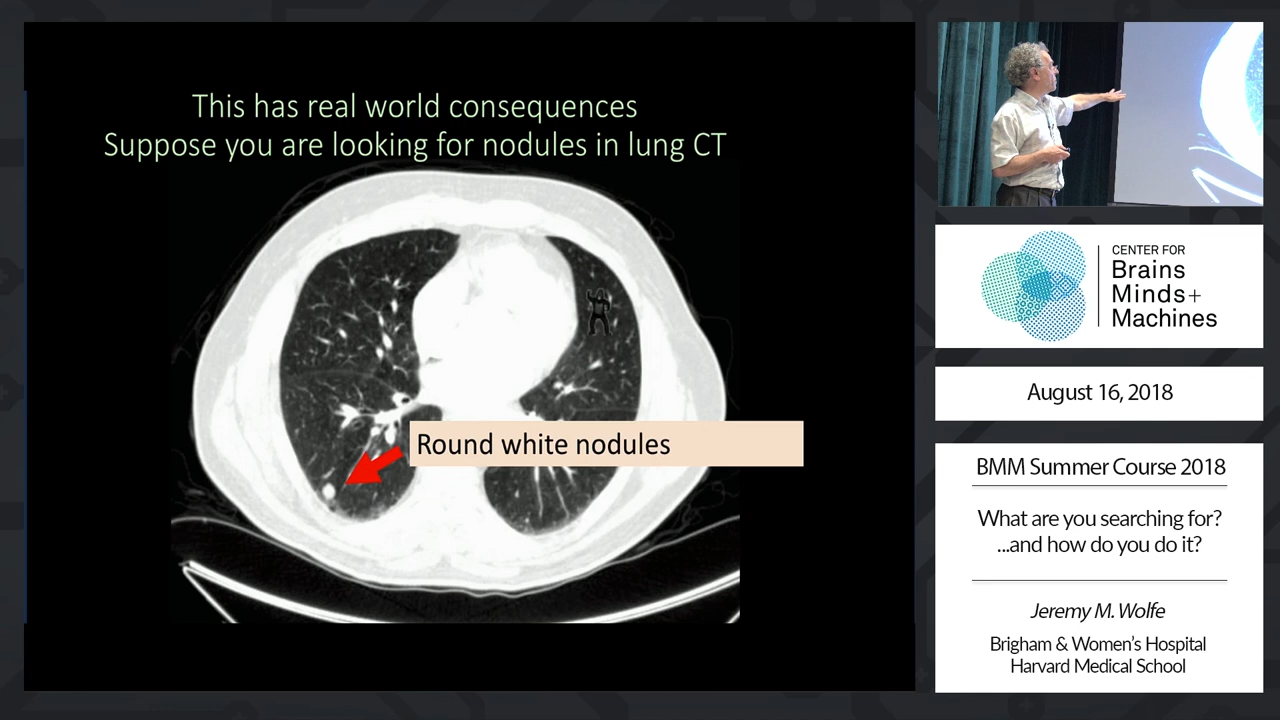 This has real world consequences
Suppose you are looking for nodules in lung CT
Round white nodules
CENTER FOR
Brains
Minds+
Machines
August 16, 2018
BMM Summer Course 2018
What are you searching for?
...and how do you do it?
Jeremy M. Wolfe
Brigham & Women's Hospital
Harvard Medical School